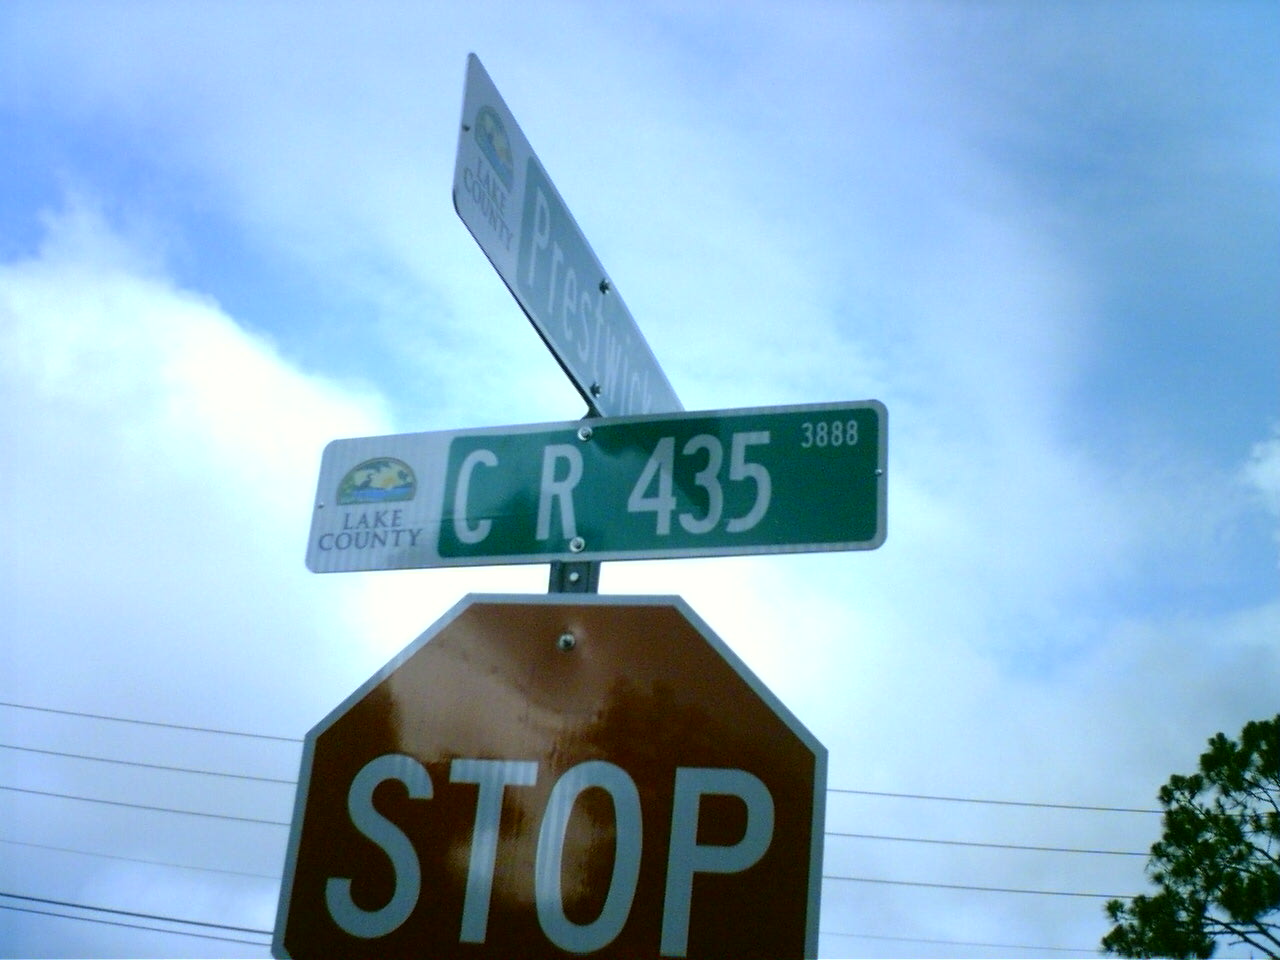 LAKE
COUNTY
Prestwick
LAKE
COUNTY
C R 435
3888
STOP